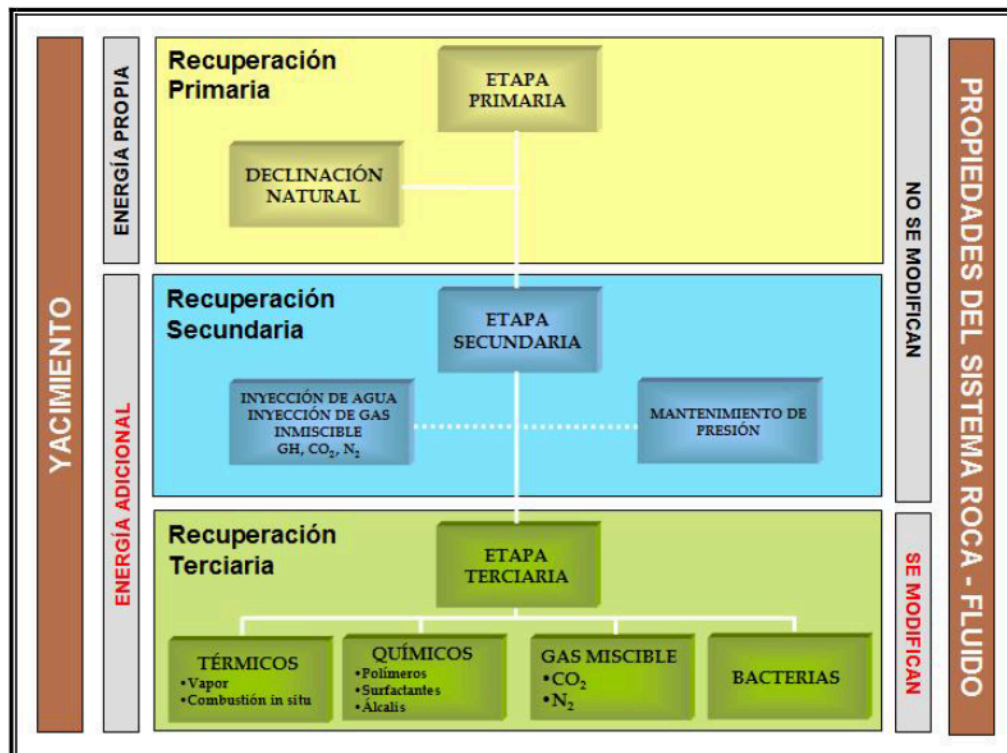 YACIMIENTO
ENERGÍA PROPIA
ENERGÍA ADICIONAL
Recuperación
Primaria
ETAPA
PRIMARIA
DECLINACIÓN
NATURAL
Recuperación
Secundaria
ETAPA
SECUNDARIA
INYECCIÓN DE AGUA
INYECCIÓN DE GAS
INMISCIBLE
GH, CO₂, N₂
MANTENIMIENTO DE
PRESIÓN
Recuperación
Terciaria
ETAPA
TERCIARIA
TÉRMICOS
•Vapor
•Combustión in situ
QUÍMICOS
•Polímeros
•Surfactantes
•Álcalis
GAS MISCIBLE
•CO₂
•N₂
BACTERIAS
NO SE MODIFICAN
SE MODIFICAN
PROPIEDADES DEL SISTEMA ROCA - FLUIDO